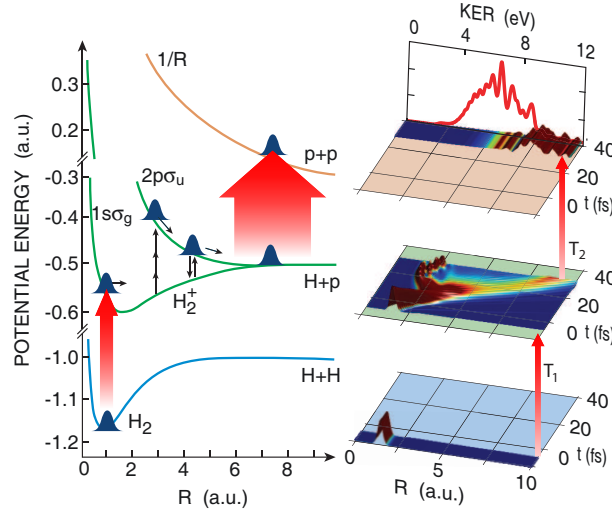 KER (eV)
0 4 8 12
POTENTIAL ENERGY (a.u.)
0.3
0.2
-0.3
-0.4
-0.5
-0.6
-1.0
-1.1
-1.2
1/R
p+p
2pσu
1sσg
H2+
H+p
H+H
H2
0 2 4 6 8
R (a.u.)
40
20
0 t (fs)
T2
40
20
0 t (fs)
T1
40
20
0 t (fs)
0 5 10
R (a.u.)